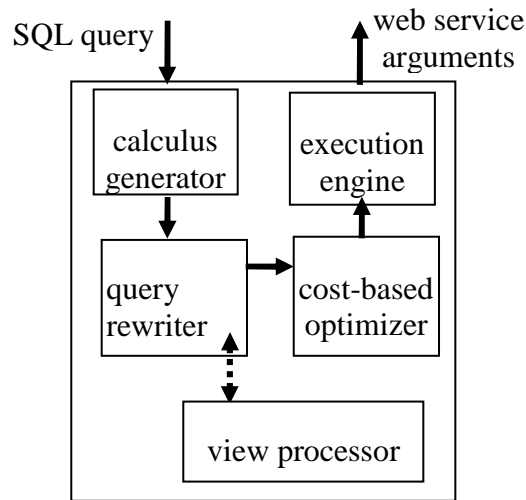 SQL query
web service
arguments
calculus
generator
execution
engine
query
rewriter
cost-based
optimizer
view processor